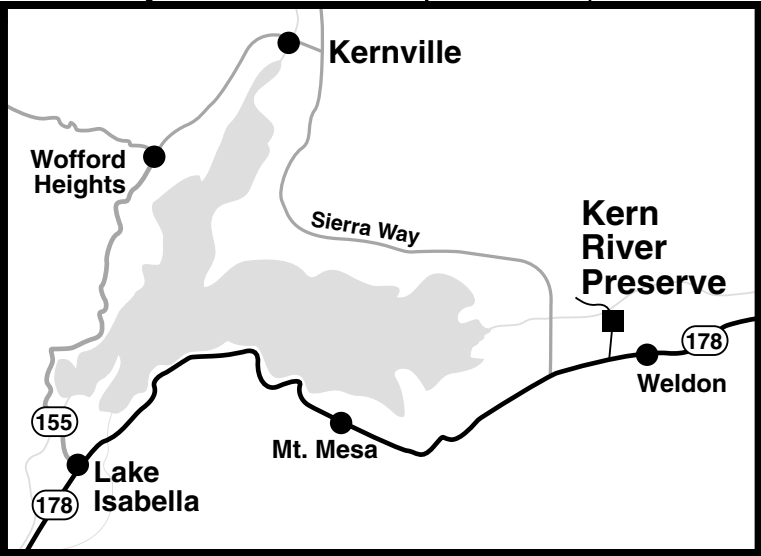 Kernville
Wofford
Heights
Sierra Way
Kern
River
Preserve
178
Weldon
155
Mt. Mesa
Lake
Isabella
178